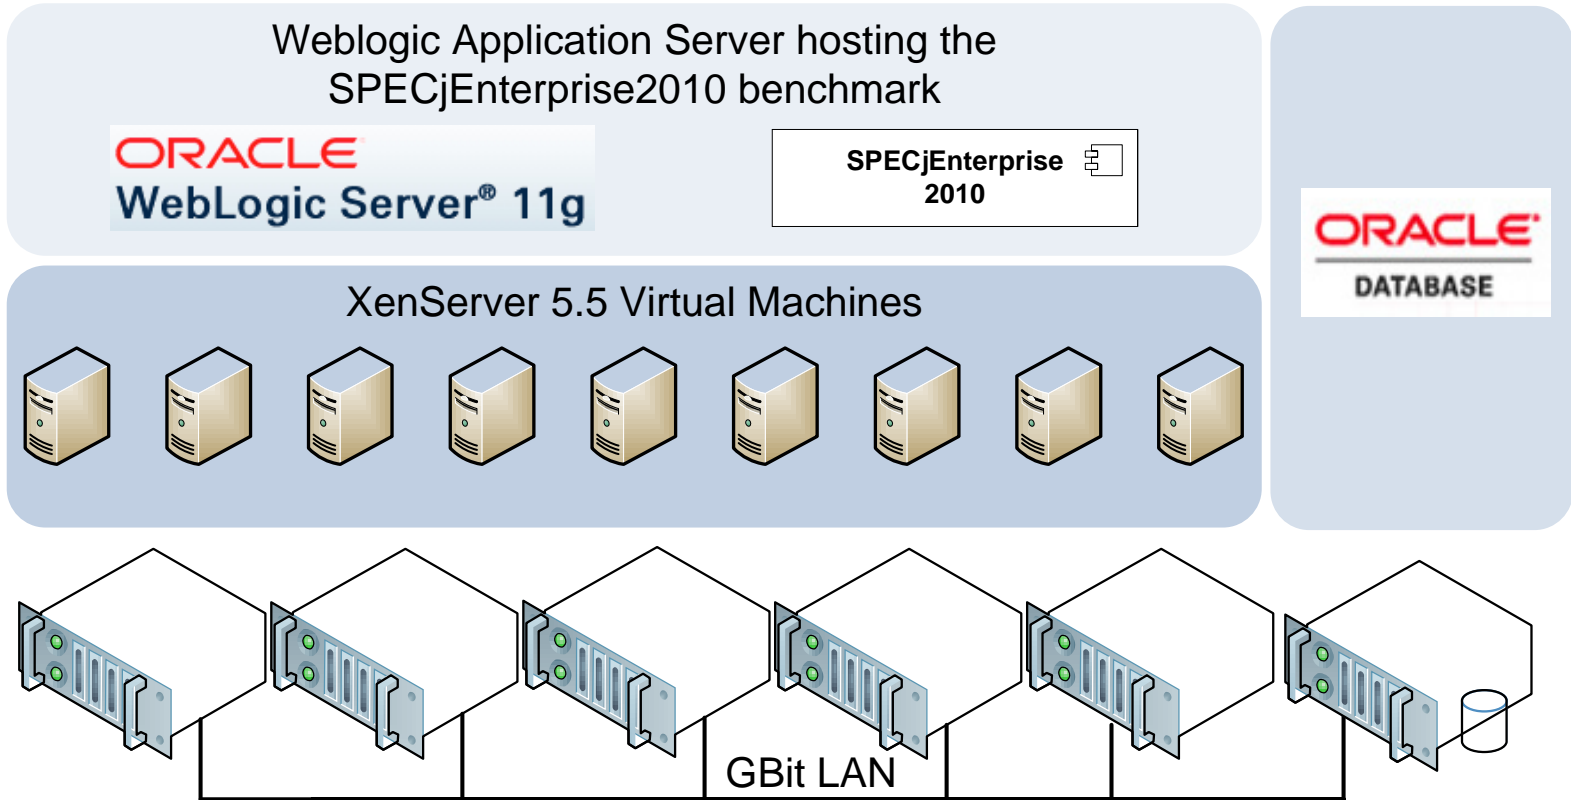 Weblogic Application Server hosting the
SPECjEnterprise2010 benchmark
ORACLE
WebLogic Server® 11g
SPECjEnterprise
2010
ORACLE
DATABASE
XenServer 5.5 Virtual Machines
GBit LAN